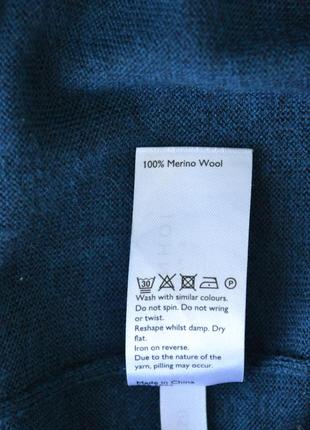 100% Merino Wool
30 P
Wash with similar colours.
Do not spin. Do not wring
or twist.
Reshape whilst damp. Dry
flat.
Iron on reverse.
Due to the nature of the
yarn, pilling may occur.
Made in China